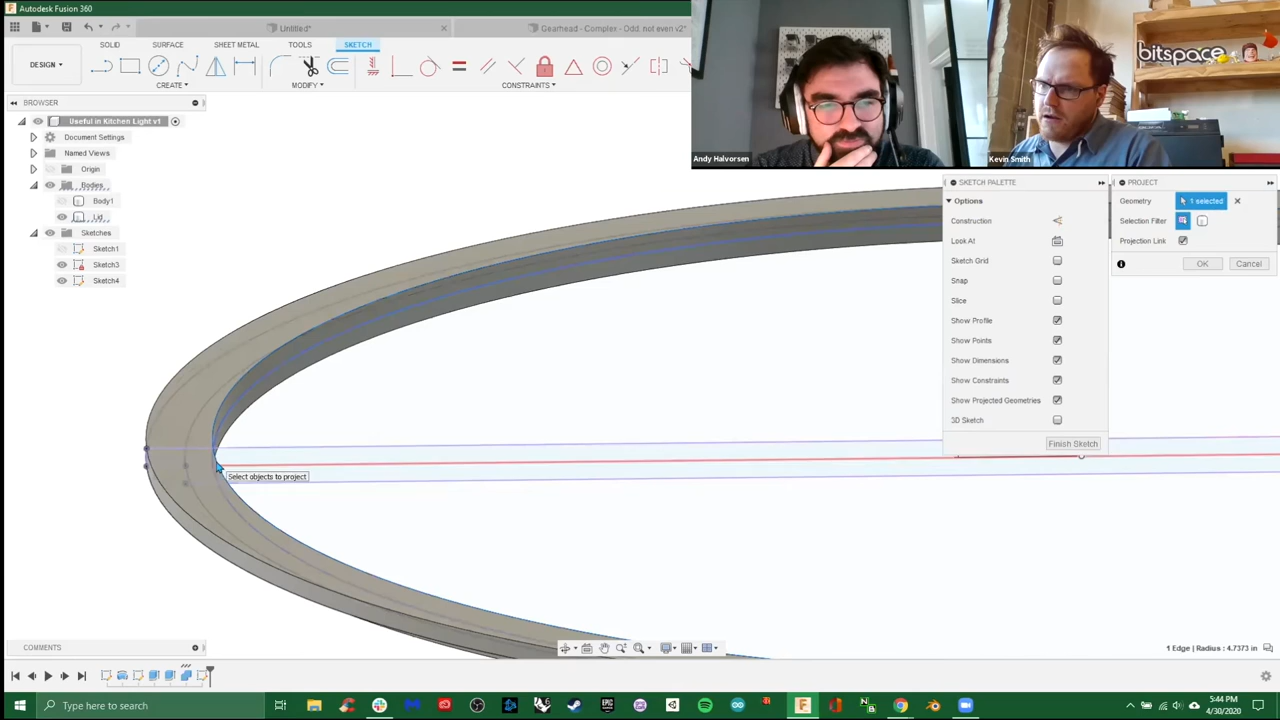 Autodesk Fusion 360
Untitled*
Gearhead - Complex - Odd, not even v2*
SOLID
SURFACE
SHEET METAL
TOOLS
SKETCH
DESIGN
CREATE
MODIFY
CONSTRAINTS
bitspace
Andy Halvorsen
Kevin Smith
BROWSER
Useful in Kitchen Light v1
Document Settings
Named Views
Origin
Bodies
Body1
Lid
Sketches
Sketch1
Sketch3
Sketch4
SKETCH PALETTE
Options
Construction
Look At
Sketch Grid
Snap
Slice
Show Profile
Show Points
Show Dimensions
Show Constraints
Show Projected Geometries
3D Sketch
Finish Sketch
PROJECT
Geometry
1 selected
Selection Filter
Projection Link
OK
Cancel
Select objects to project
COMMENTS
1 Edge | Radius : 4.7373 in
Type here to search
5:44 PM
4/30/2020